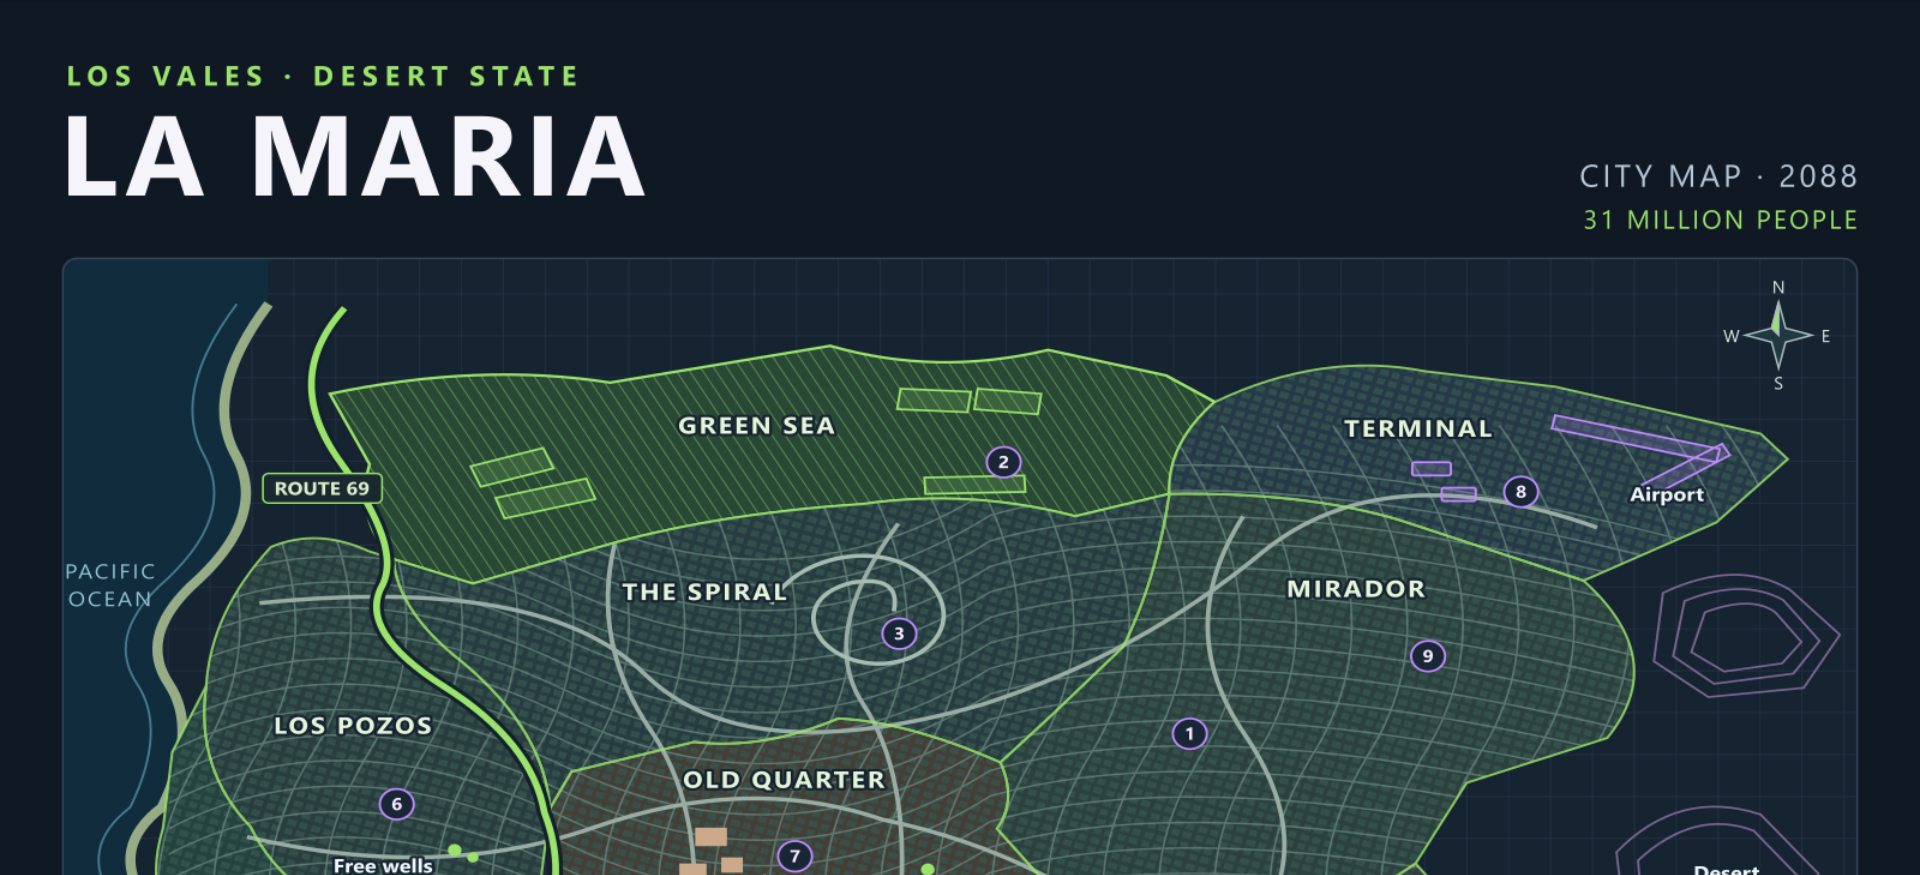 LOS VALES · DESERT STATE
LA MARIA
CITY MAP · 2088
31 MILLION PEOPLE
N
W E
S
GREEN SEA
TERMINAL
2
ROUTE 69
8
Airport
PACIFIC
OCEAN
THE SPIRAL
MIRADOR
3
9
LOS POZOS
1
OLD QUARTER
6
7
Free wells
Desert